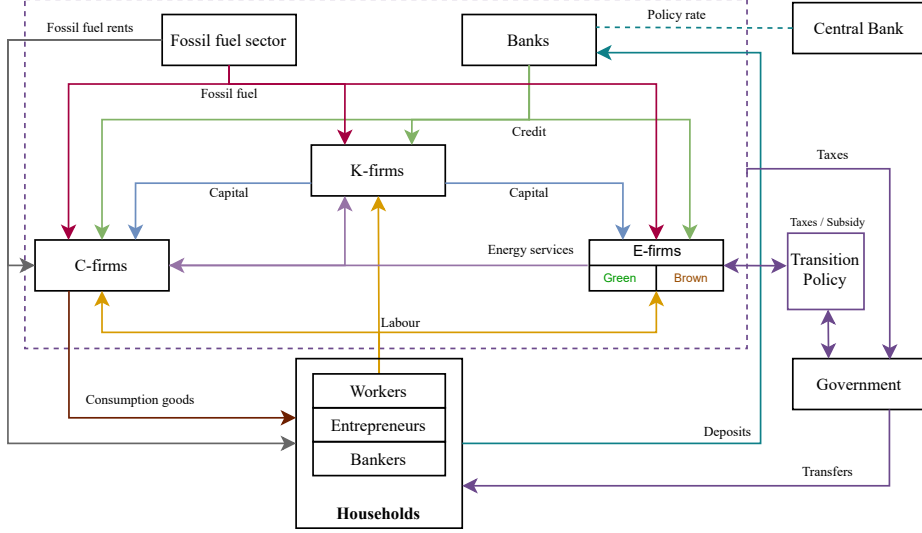 Fossil fuel rents
Fossil fuel sector
Banks
Policy rate
Central Bank
Fossil fuel
Credit
K-firms
Taxes
Capital
Capital
Taxes / Subsidy
C-firms
Energy services
E-firms
Green
Brown
Transition
Policy
Labour
Workers
Government
Consumption goods
Entrepreneurs
Deposits
Bankers
Transfers
Households